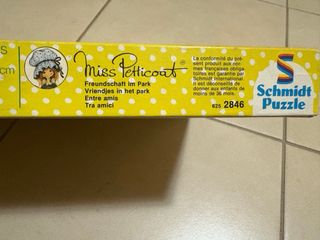 S
cm
Miss Petticoat
Freundschaft im Park
Vriendjes in het park
Entre amis
Tra amici
La conformité du pré-
sent produit aux nor-
mes françaises obliga-
toires est garantie par
Schmidt International.
Il est déconseillé de
donner aux enfants de
moins de 36 mois.
625 2846
S
Schmidt
Puzzle